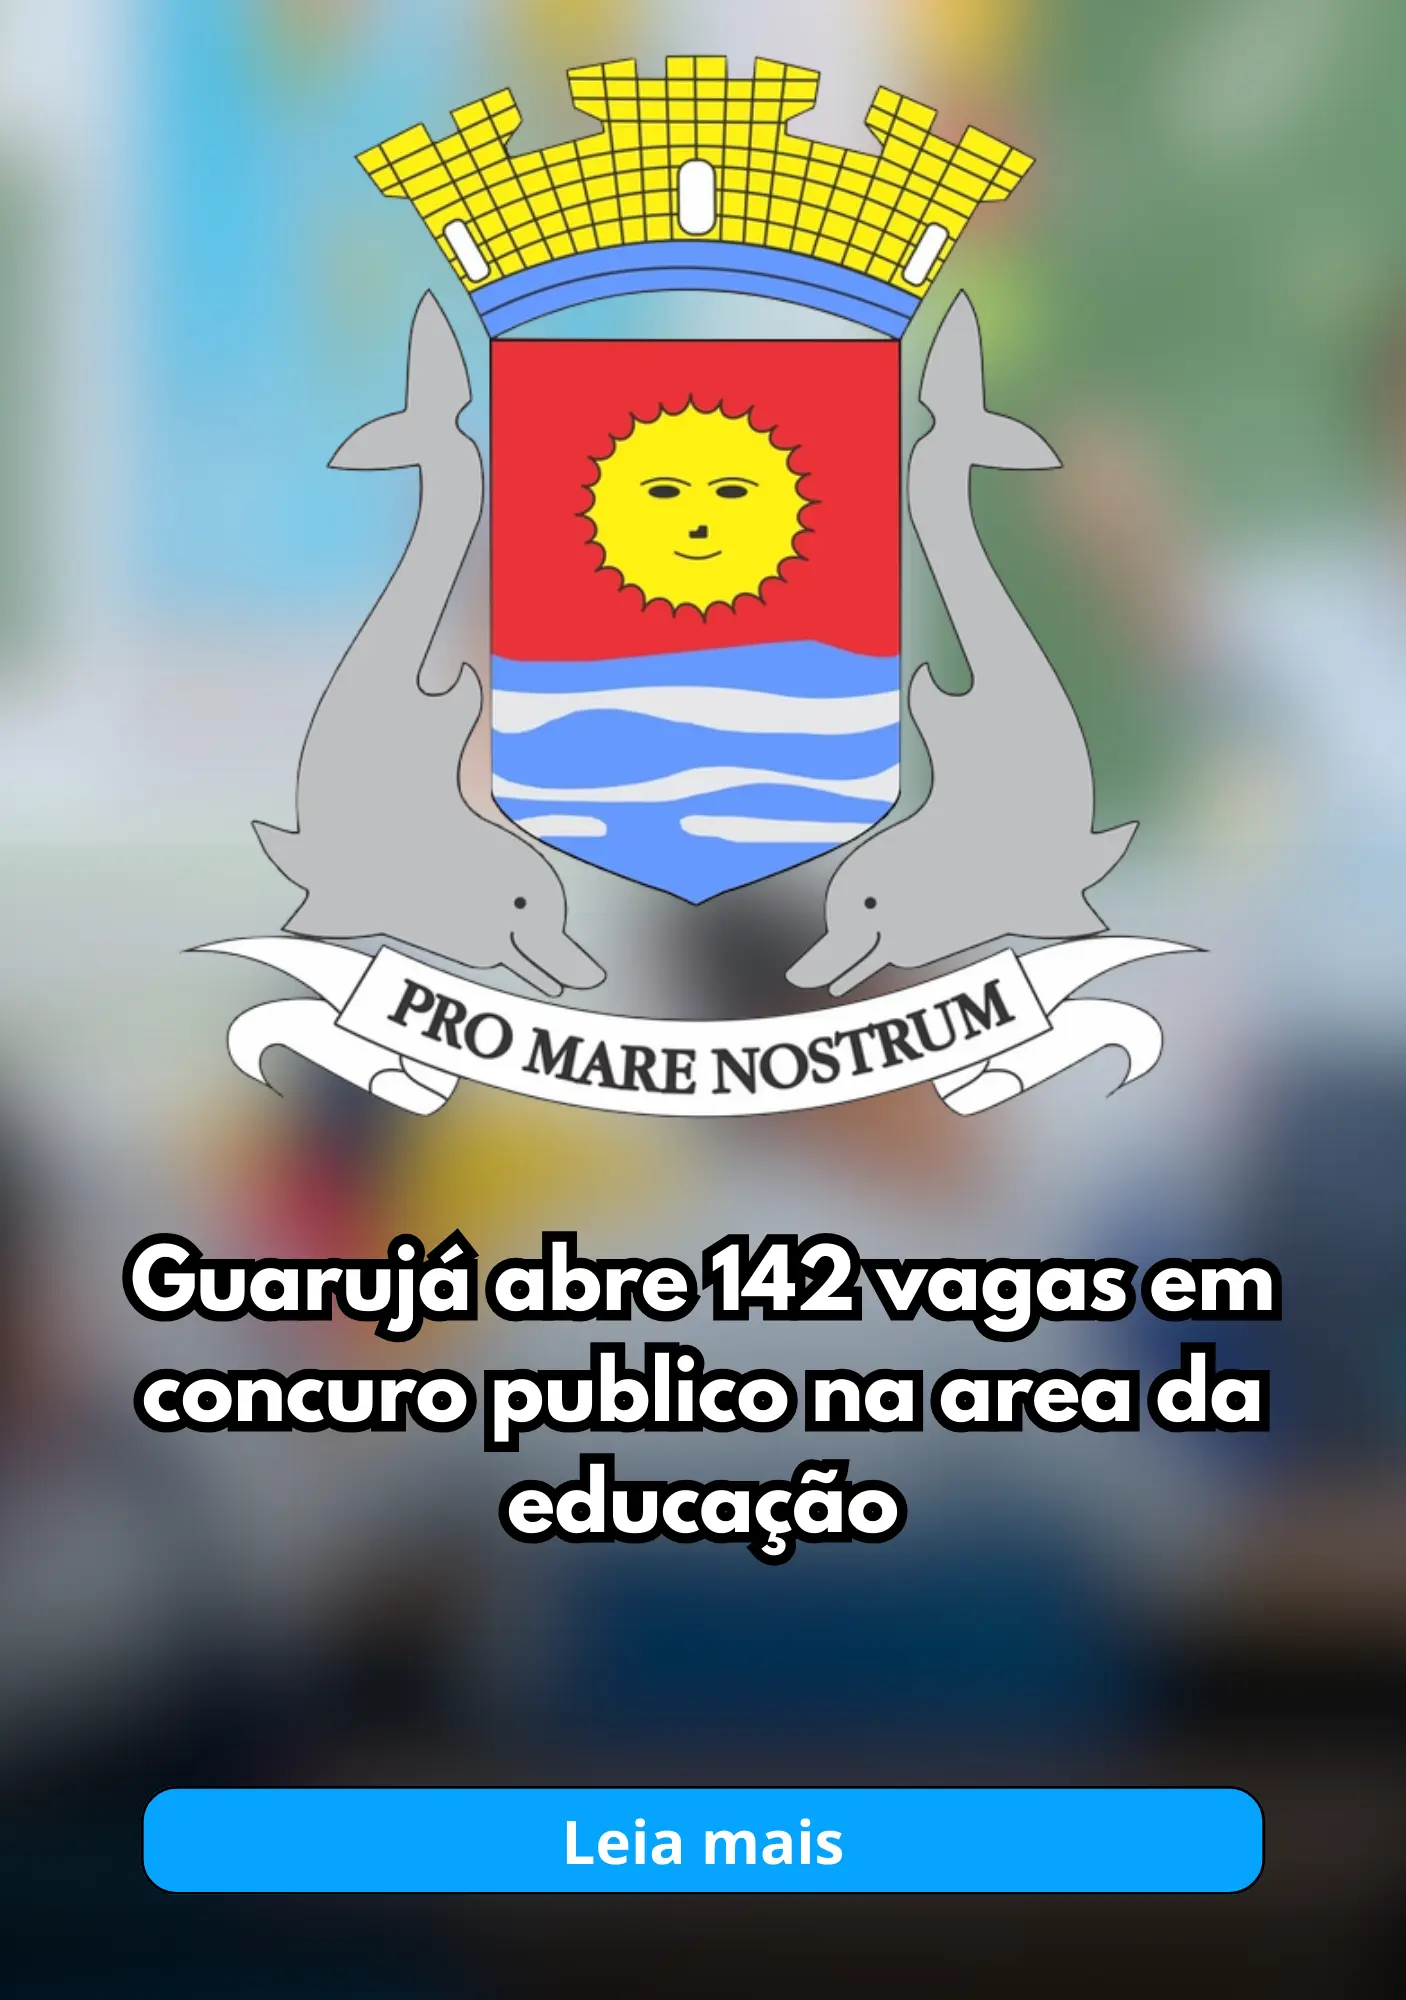 PRO MARE NOSTRUM
Guarujá abre 142 vagas em
concuro publico na area da
educação
Leia mais